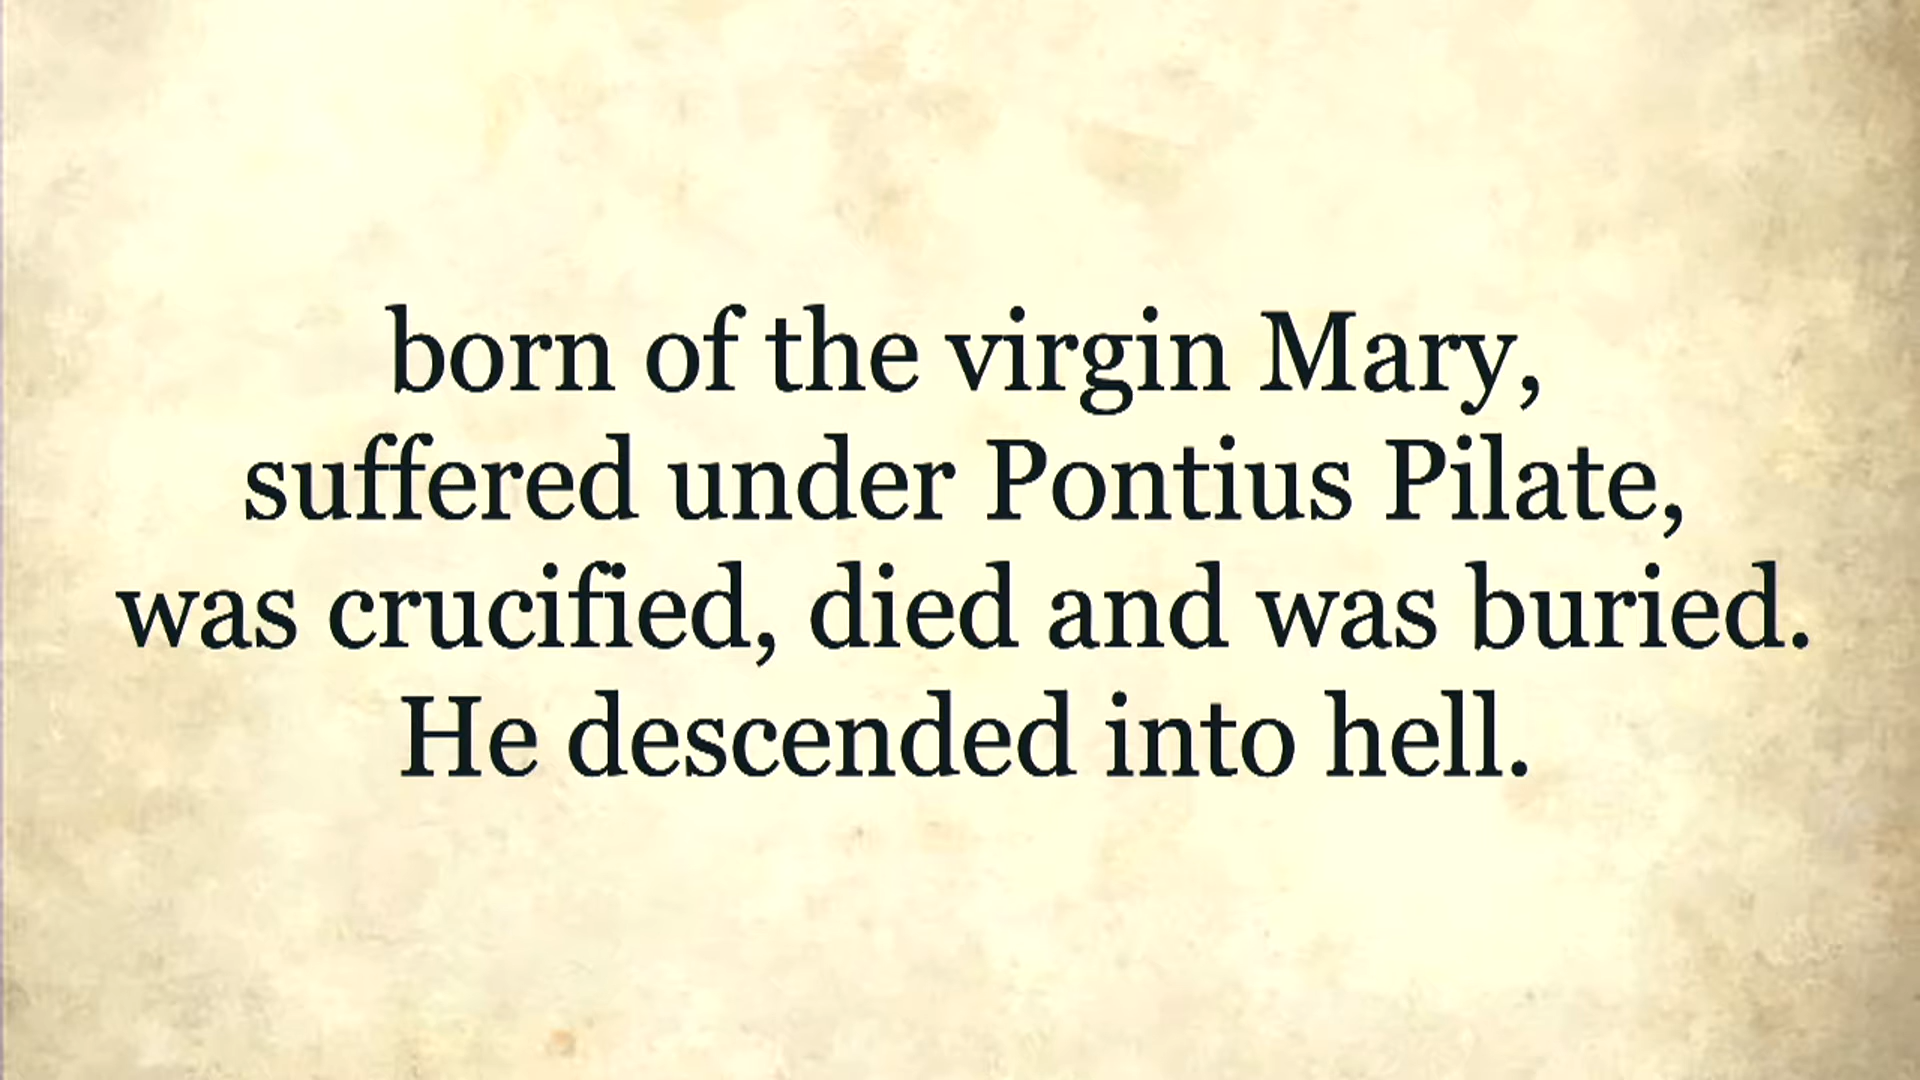 born of the virgin Mary,
suffered under Pontius Pilate,
was crucified, died and was buried.
He descended into hell.